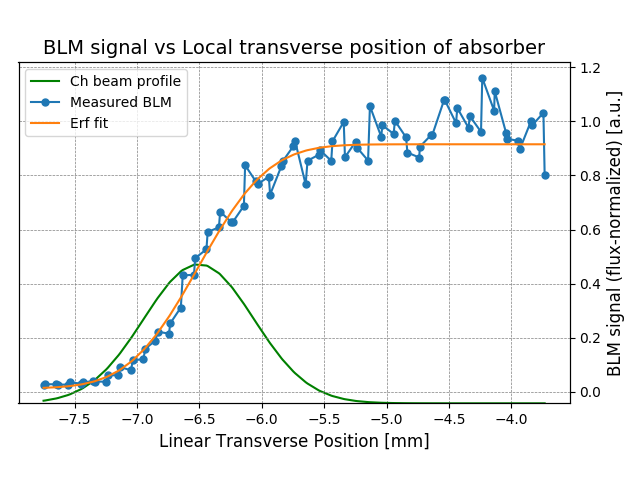 BLM signal vs Local transverse position of absorber
Ch beam profile
Measured BLM
Erf fit
1.2
1.0
0.8
0.6
0.4
0.2
0.0
BLM signal (flux-normalized) [a.u.]
−7.5 −7.0 −6.5 −6.0 −5.5 −5.0 −4.5 −4.0
Linear Transverse Position [mm]